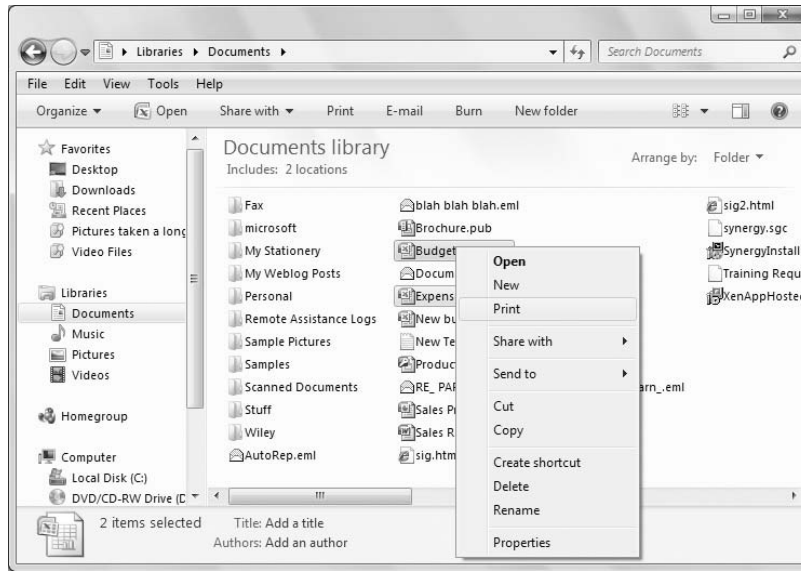 Libraries Documents
Search Documents
File Edit View Tools Help
Organize Open Share with Print E-mail Burn New folder
Documents library
Includes: 2 locations
Arrange by: Folder
Favorites
Desktop
Downloads
Recent Places
Pictures taken a long
Video Files
Libraries
Documents
Music
Pictures
Videos
Homegroup
Computer
Local Disk (C:)
DVD/CD-RW Drive (D
Fax
microsoft
My Stationery
My Weblog Posts
Personal
Remote Assistance Logs
Sample Pictures
Samples
Scanned Documents
Stuff
Wiley
AutoRep.eml
blah blah blah.eml
Brochure.pub
Budget
Docum
Expens
New bu
New Te
Produc
RE_ PAR
arn_.eml
Sales Pr
Sales R
sig.htm
sig2.html
synergy.sgc
SynergyInstall
Training Requ
XenAppHosted
Open
New
Print
Share with
Send to
Cut
Copy
Create shortcut
Delete
Rename
Properties
2 items selected Title: Add a title
Authors: Add an author